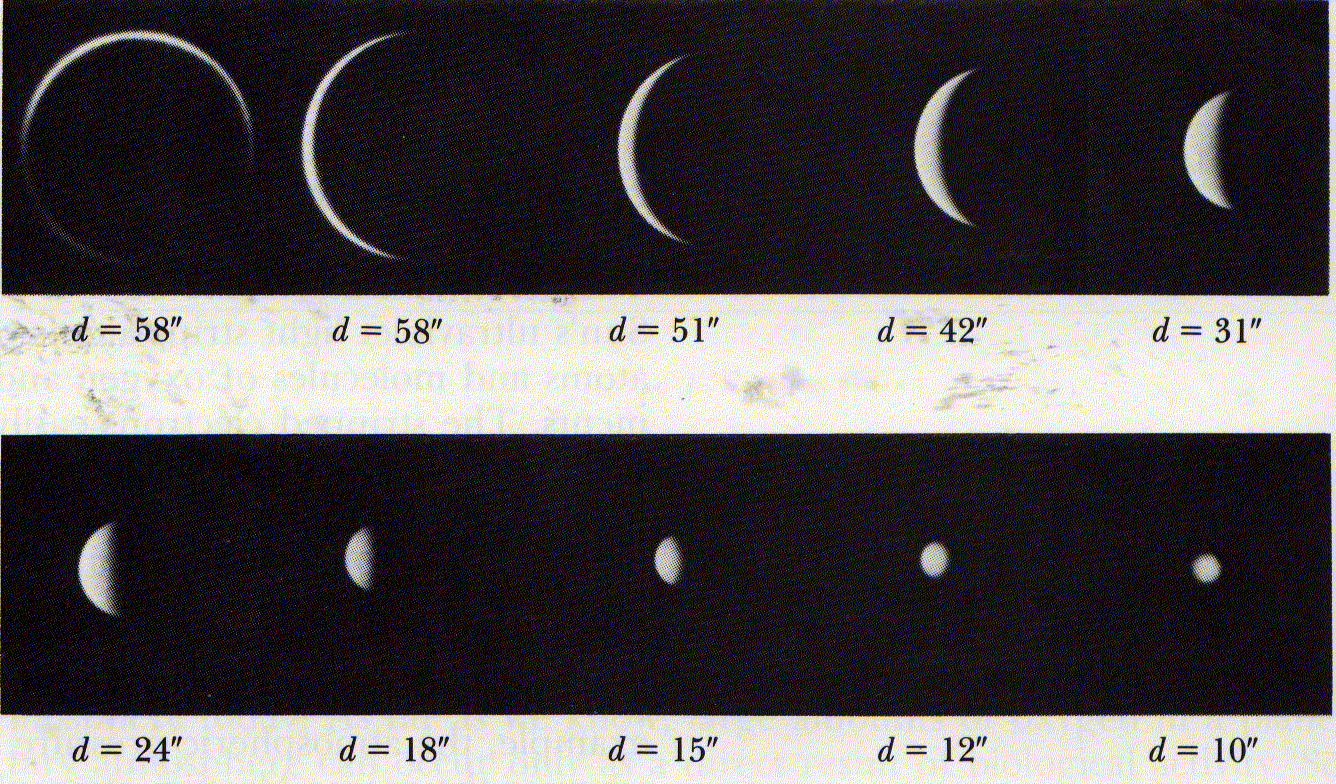 d = 58″ d = 58″ d = 51″ d = 42″ d = 31″
d = 24″ d = 18″ d = 15″ d = 12″ d = 10″